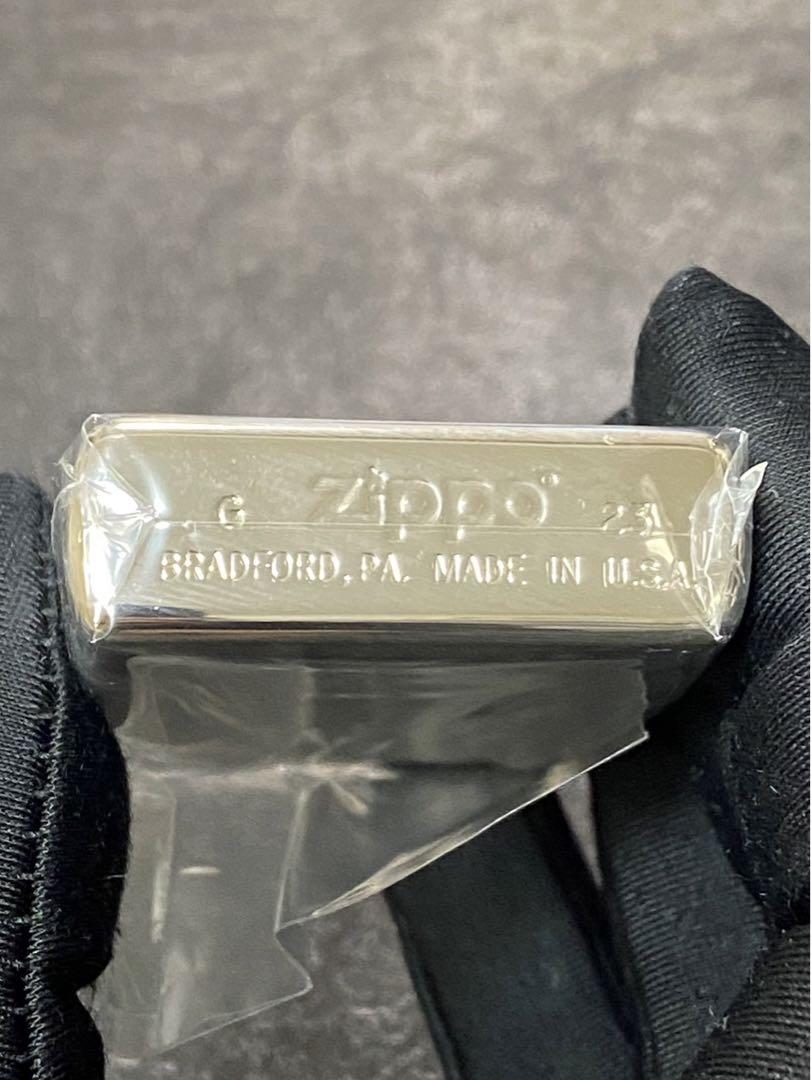 G Zippo® 23
BRADFORD, PA. MADE IN U.S.A